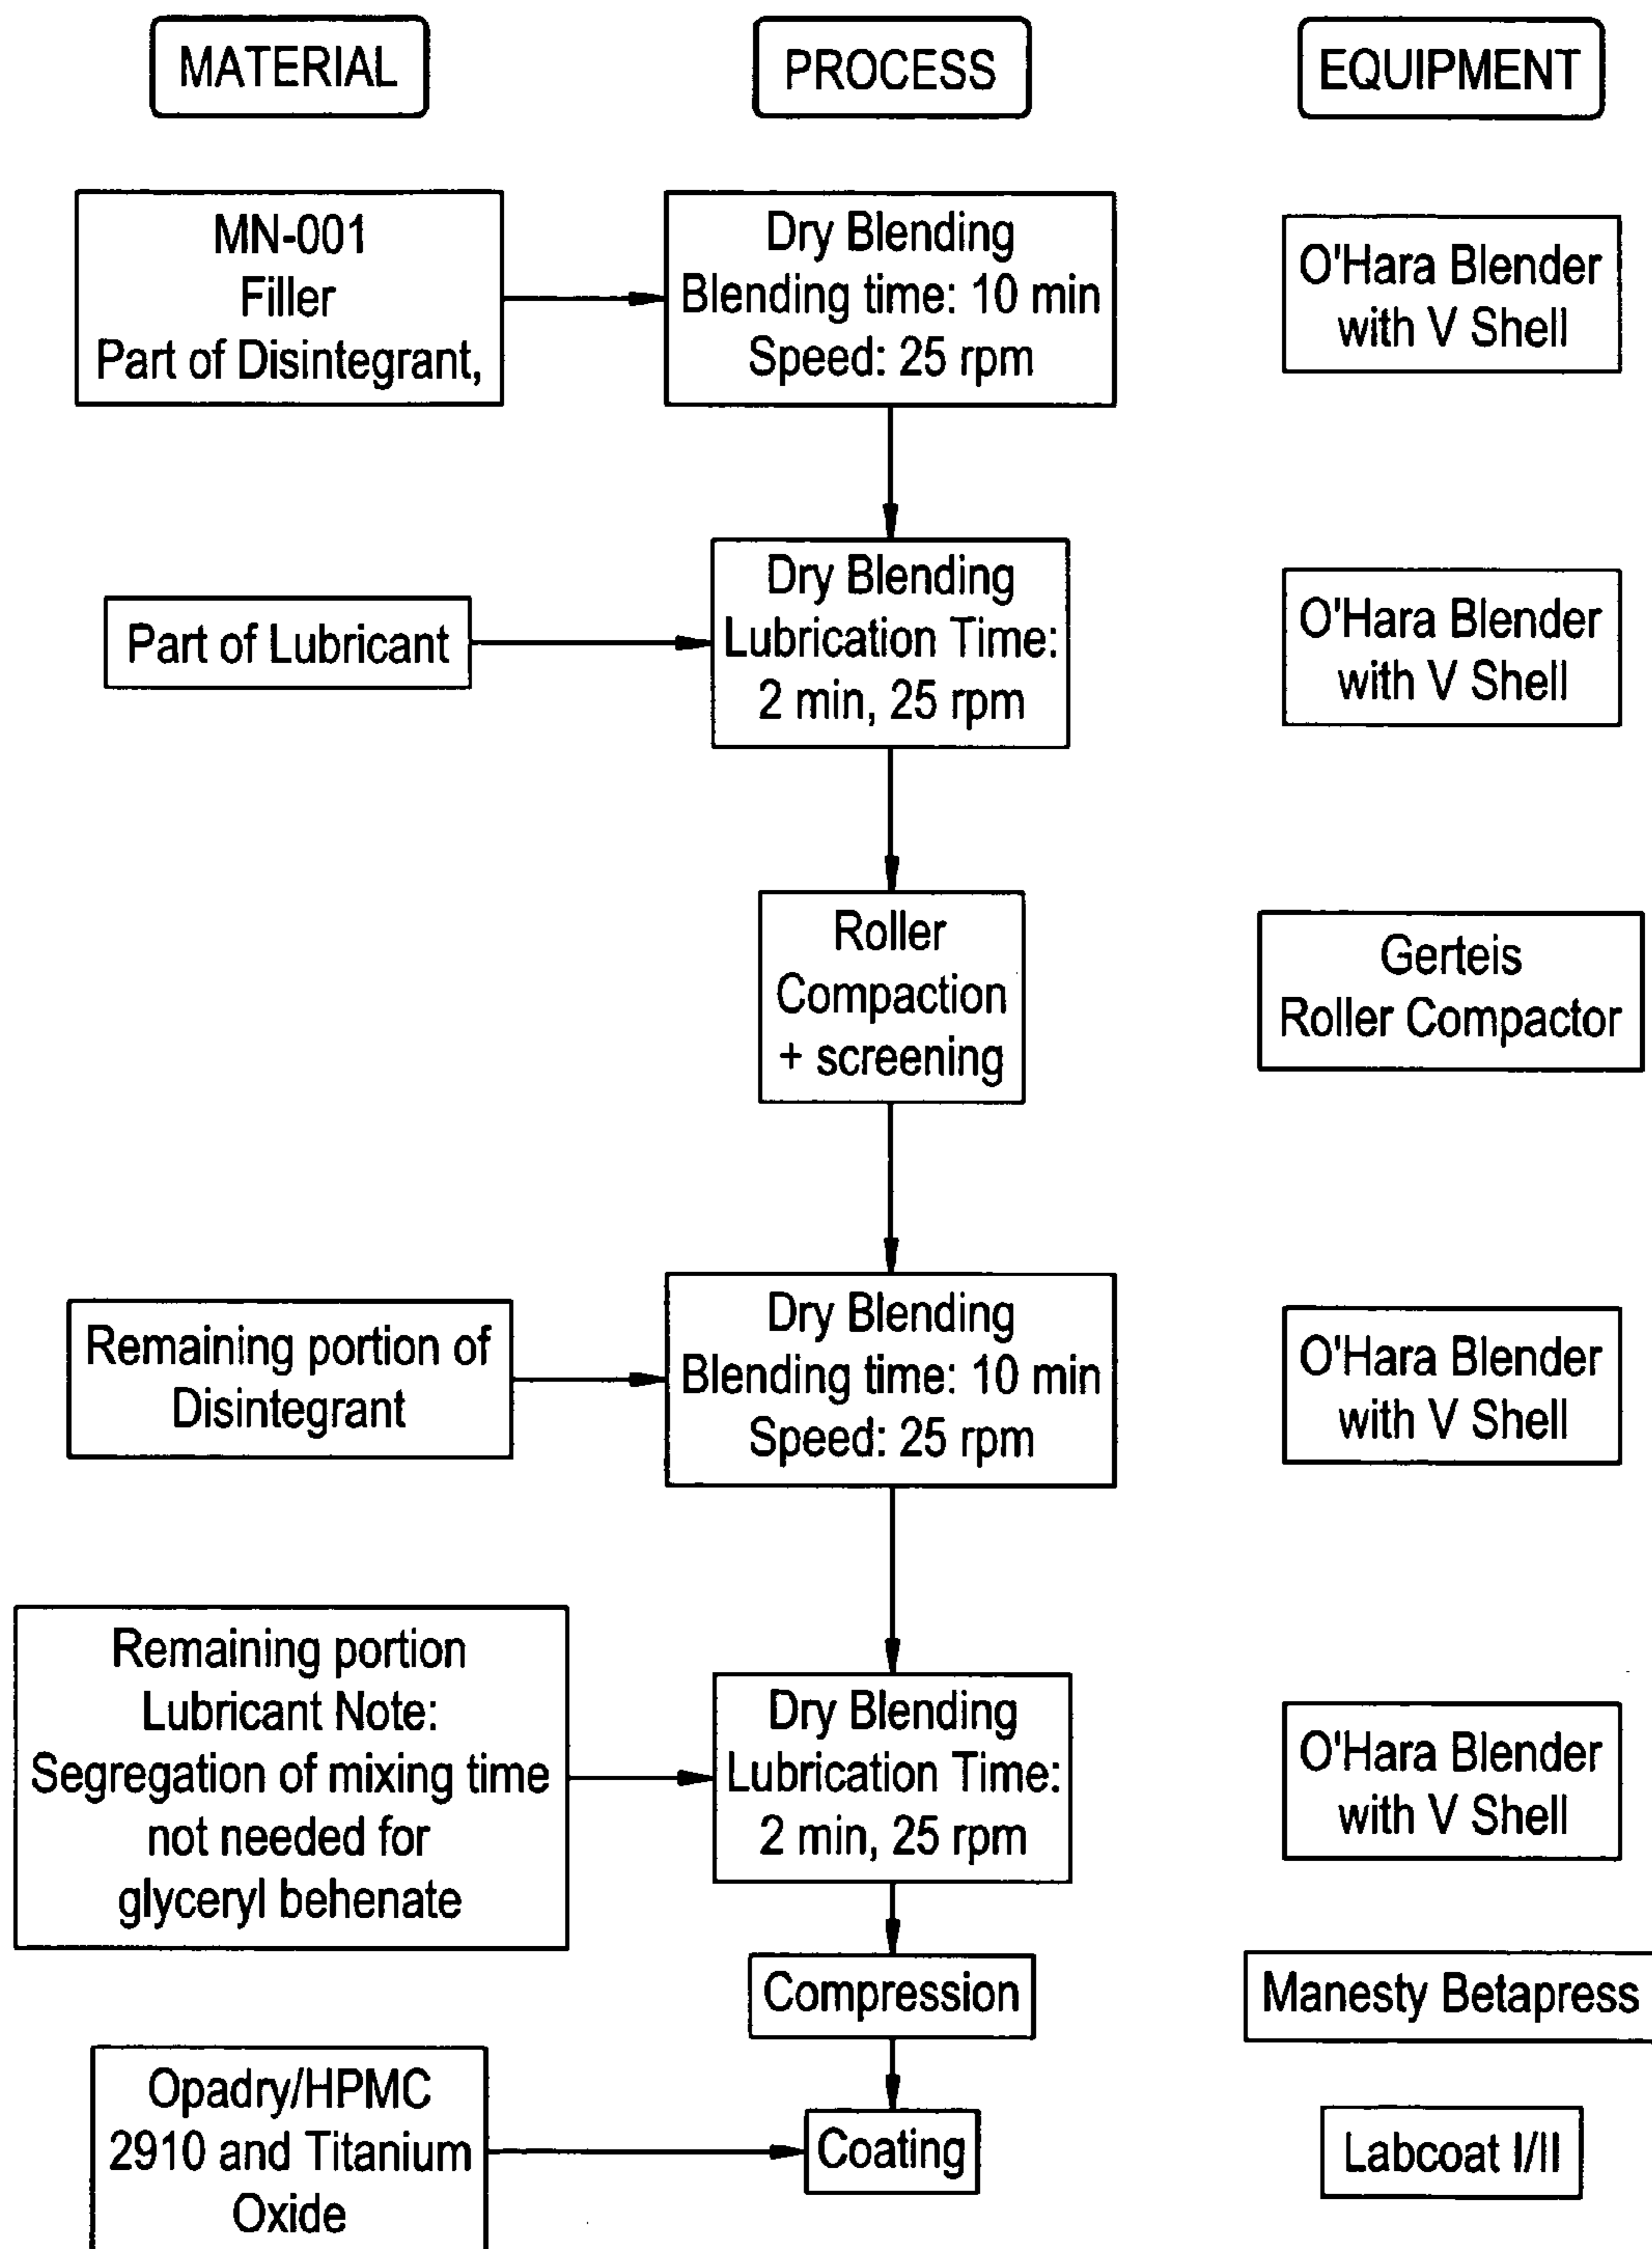 MATERIAL
PROCESS
EQUIPMENT
MN-001
Filler
Part of Disintegrant,
Dry Blending
Blending time: 10 min
Speed: 25 rpm
O'Hara Blender
with V Shell
Part of Lubricant
Dry Blending
Lubrication Time:
2 min, 25 rpm
O'Hara Blender
with V Shell
Roller
Compaction
+ screening
Gerteis
Roller Compactor
Remaining portion of
Disintegrant
Dry Blending
Blending time: 10 min
Speed: 25 rpm
O'Hara Blender
with V Shell
Remaining portion
Lubricant Note:
Segregation of mixing time
not needed for
glyceryl behenate
Dry Blending
Lubrication Time:
2 min, 25 rpm
O'Hara Blender
with V Shell
Compression
Manesty Betapress
Opadry/HPMC
2910 and Titanium
Oxide
Coating
Labcoat I/II